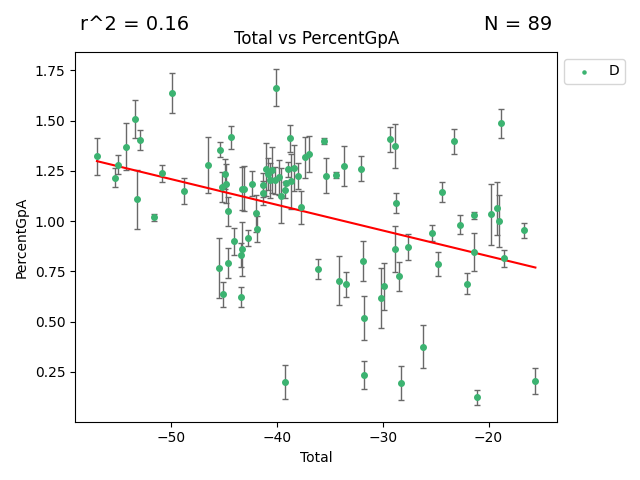 r^2 = 0.16
N = 89
Total vs PercentGpA
D
PercentGpA
1.75
1.50
1.25
1.00
0.75
0.50
0.25
−50
−40
−30
−20
Total